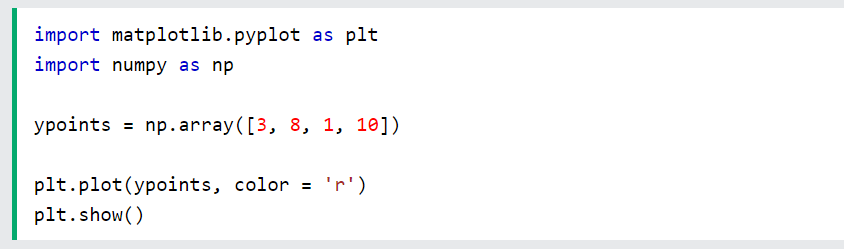 import matplotlib.pyplot as plt
import numpy as np
ypoints = np.array([3, 8, 1, 10])
plt.plot(ypoints, color = 'r')
plt.show()